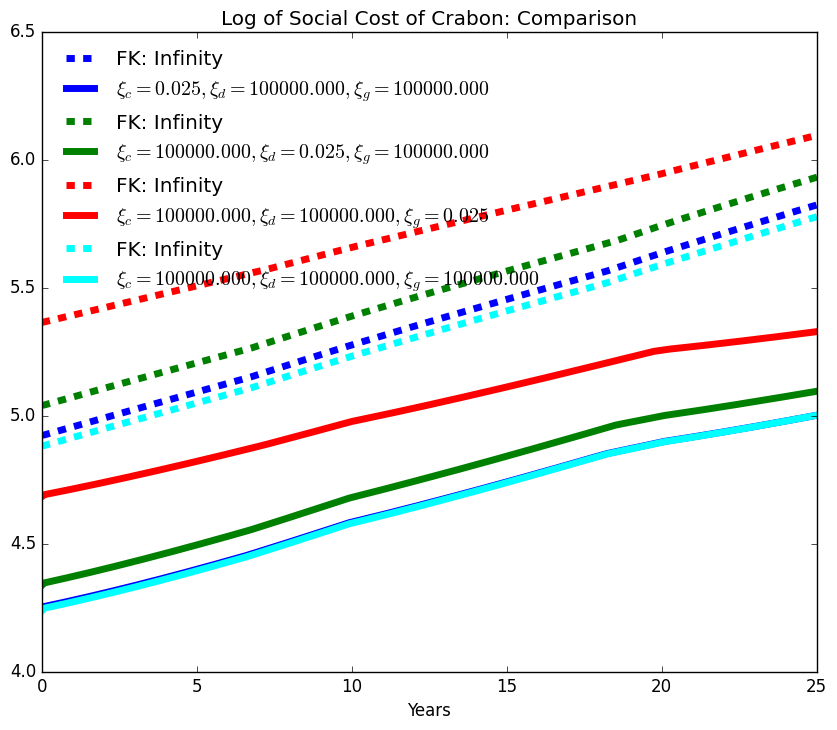 Log of Social Cost of Crabon: Comparison
6.5
6.0
5.5
5.0
4.5
4.0
FK: Infinity
ξc = 0.025, ξd = 100000.000, ξg = 100000.000
FK: Infinity
ξc = 100000.000, ξd = 0.025, ξg = 100000.000
FK: Infinity
ξc = 100000.000, ξd = 100000.000, ξg = 0.025
FK: Infinity
ξc = 100000.000, ξd = 100000.000, ξg = 100000.000
0 5 10 15 20 25
Years